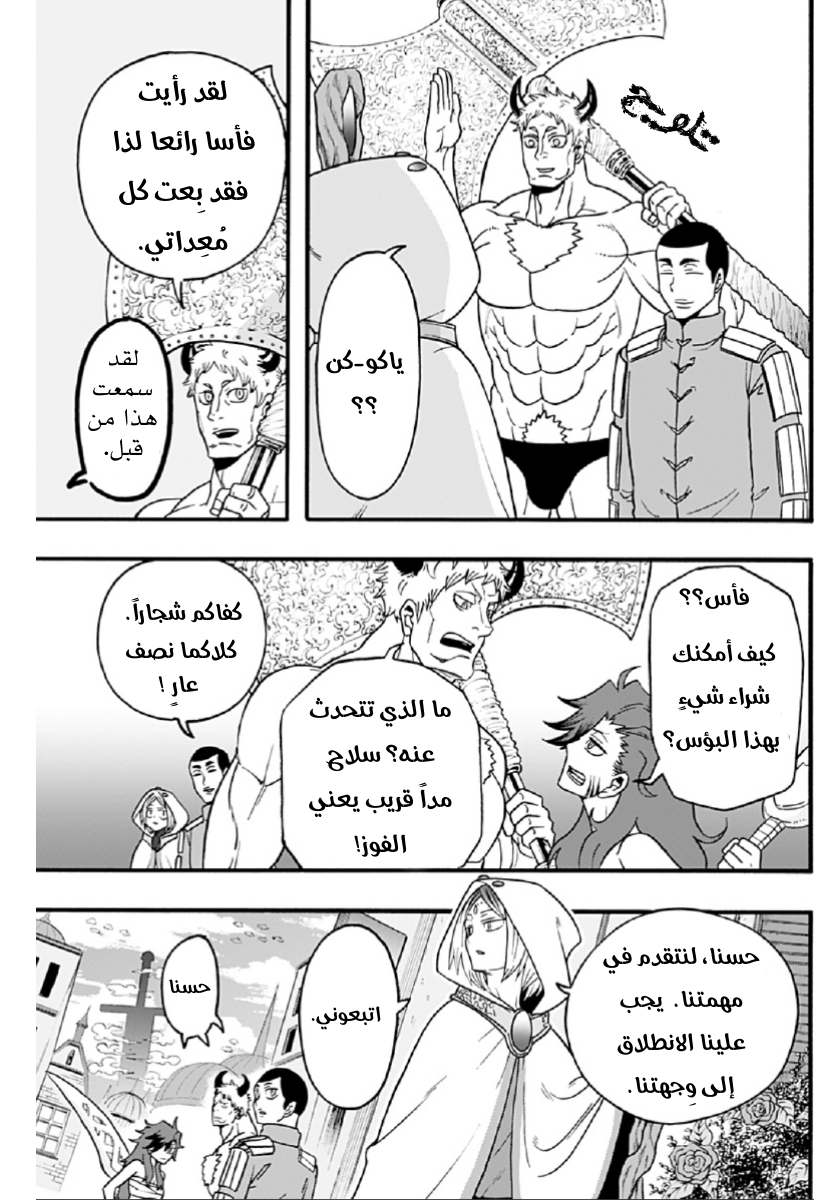 تلويح
ياكو-كن
؟؟
لقد رأيت
فأسا رائعا لذا
فقد بِعت كل
مُعِداتي.
لقد
سمعت
هذا من
قبل.
فأس؟؟
كيف أمكنك
شراء شيءٍ
بهذا البؤس؟
ما الذي تتحدث
عنه؟ سلاح
مداً قريب يعني
الفوز!
كفاكم شجاراً.
كلاكما نصف
عارٍ !
حسنا، لنتقدم في
مهمتنا. يجب
علينا الانطلاق
إلى وِجهتنا.
اتبعوني.
حسنا